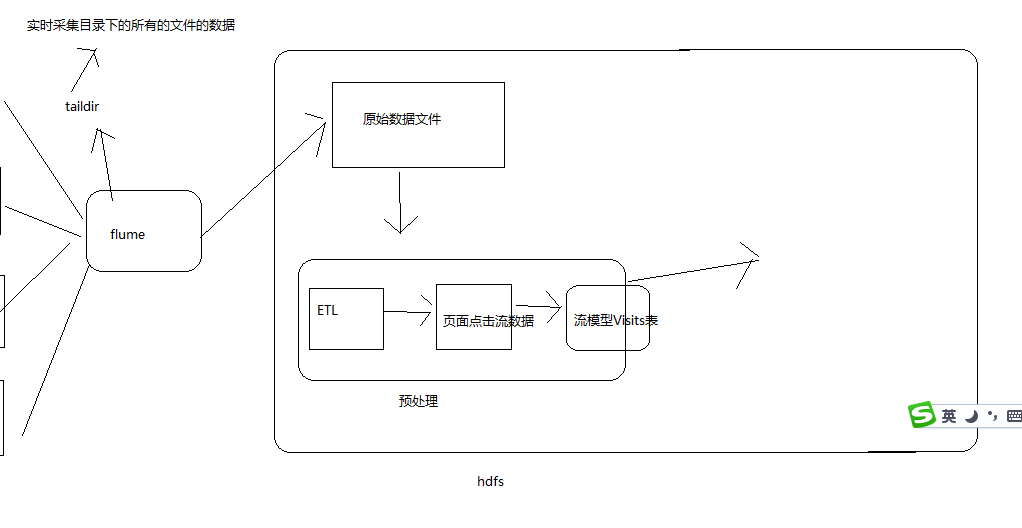 实时采集目录下的所有的文件的数据
taildir
原始数据文件
flume
ETL
页面点击流数据
流模型Visits表
预处理
英
hdfs